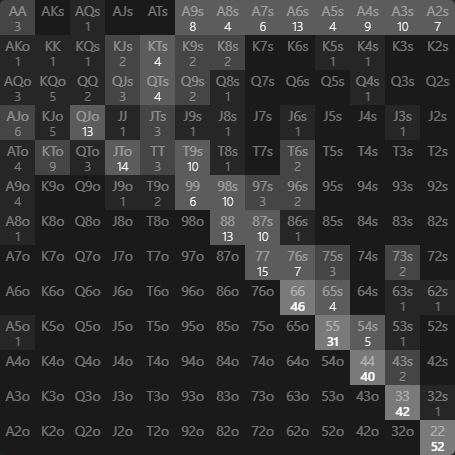 AA AKs AQs AJs ATs A9s A8s A7s A6s A5s A4s A3s A2s
3 1 8 4 6 13 4 9 10 7
AKo KK KQs KJs KTs K9s K8s K7s K6s K5s K4s K3s K2s
1 1 1 2 4 2 2 1 1
AQo KQo QQ QJs QTs Q9s Q8s Q7s Q6s Q5s Q4s Q3s Q2s
3 5 2 3 4 2 1 1
AJo KJo QJo JJ JTs J9s J8s J7s J6s J5s J4s J3s J2s
6 5 13 1 3 1 1 1 1
ATo KTo QTo JTo TT T9s T8s T7s T6s T5s T4s T3s T2s
4 9 3 14 3 10 1 2
A9o K9o Q9o J9o T9o 99 98s 97s 96s 95s 94s 93s 92s
4 1 2 6 10 3 2
A8o K8o Q8o J8o T8o 98o 88 87s 86s 85s 84s 83s 82s
1 13 10 1
A7o K7o Q7o J7o T7o 97o 87o 77 76s 75s 74s 73s 72s
15 7 3 2
A6o K6o Q6o J6o T6o 96o 86o 76o 66 65s 64s 63s 62s
46 4 1 1
A5o K5o Q5o J5o T5o 95o 85o 75o 65o 55 54s 53s 52s
1 31 5 1
A4o K4o Q4o J4o T4o 94o 84o 74o 64o 54o 44 43s 42s
40 2
A3o K3o Q3o J3o T3o 93o 83o 73o 63o 53o 43o 33 32s
42 1
A2o K2o Q2o J2o T2o 92o 82o 72o 62o 52o 42o 32o 22
52